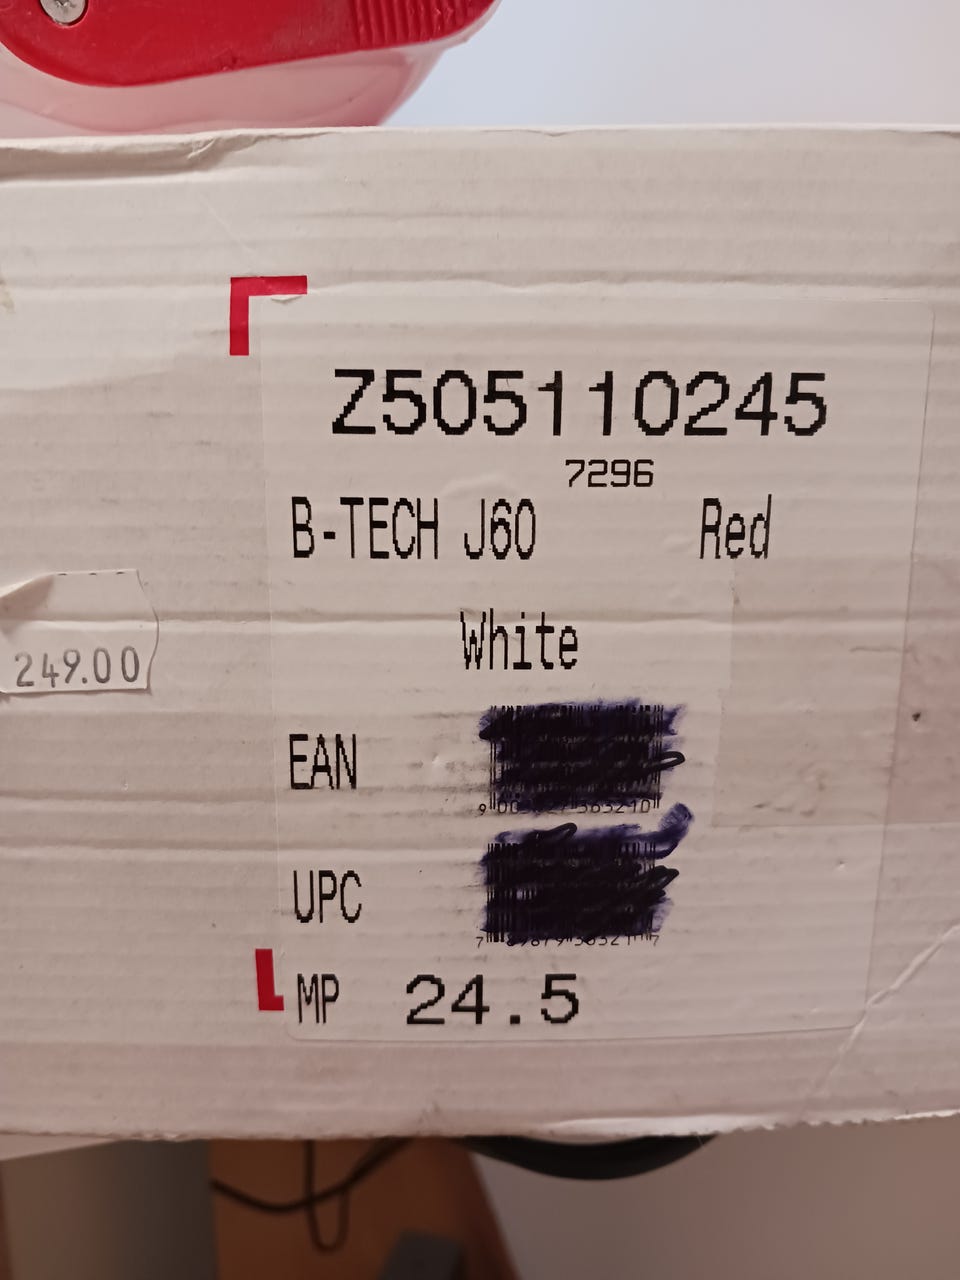 Z505110245
7296
B-TECH J60 Red
White
249.00
EAN
UPC
MP 24.5